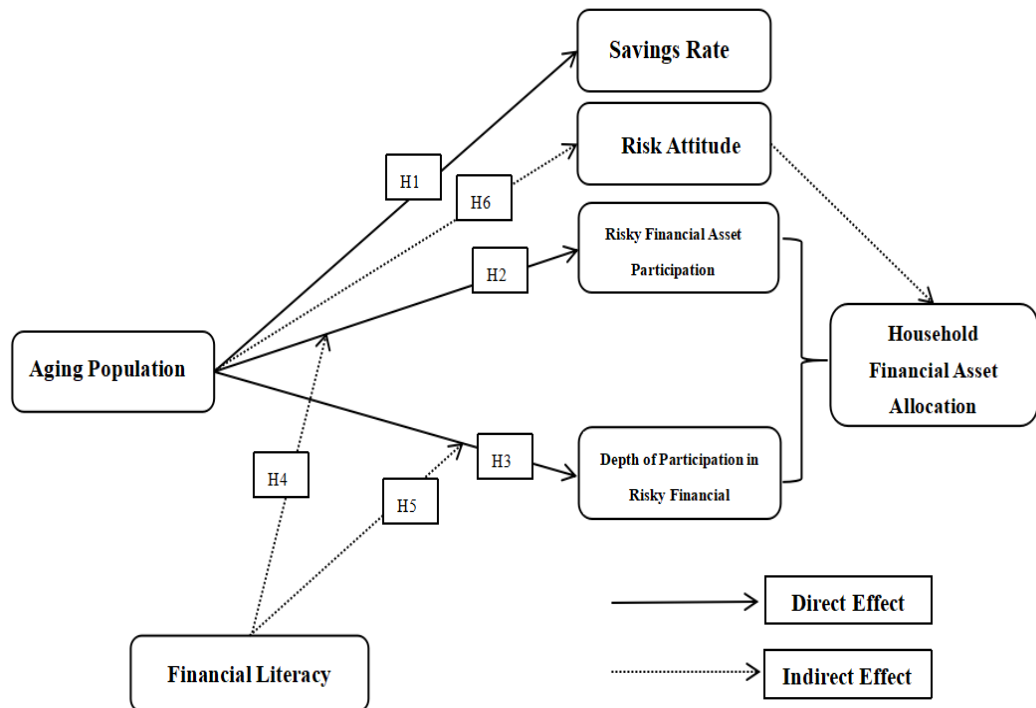 Savings Rate
Risk Attitude
H1
H6
Risky Financial Asset
Participation
H2
Aging Population
Household
Financial Asset
Allocation
H3
Depth of Participation in
Risky Financial
H4
H5
Direct Effect
Financial Literacy
Indirect Effect